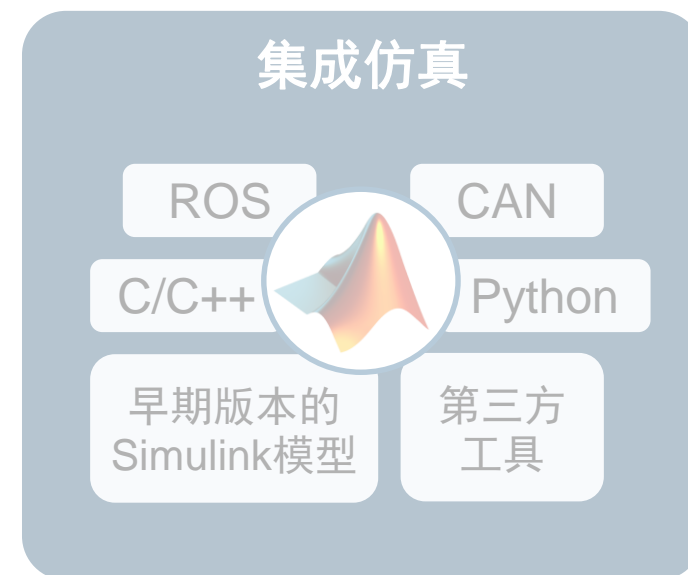 集成仿真
ROS
CAN
C/C++
Python
早期版本的
Simulink模型
第三方
工具